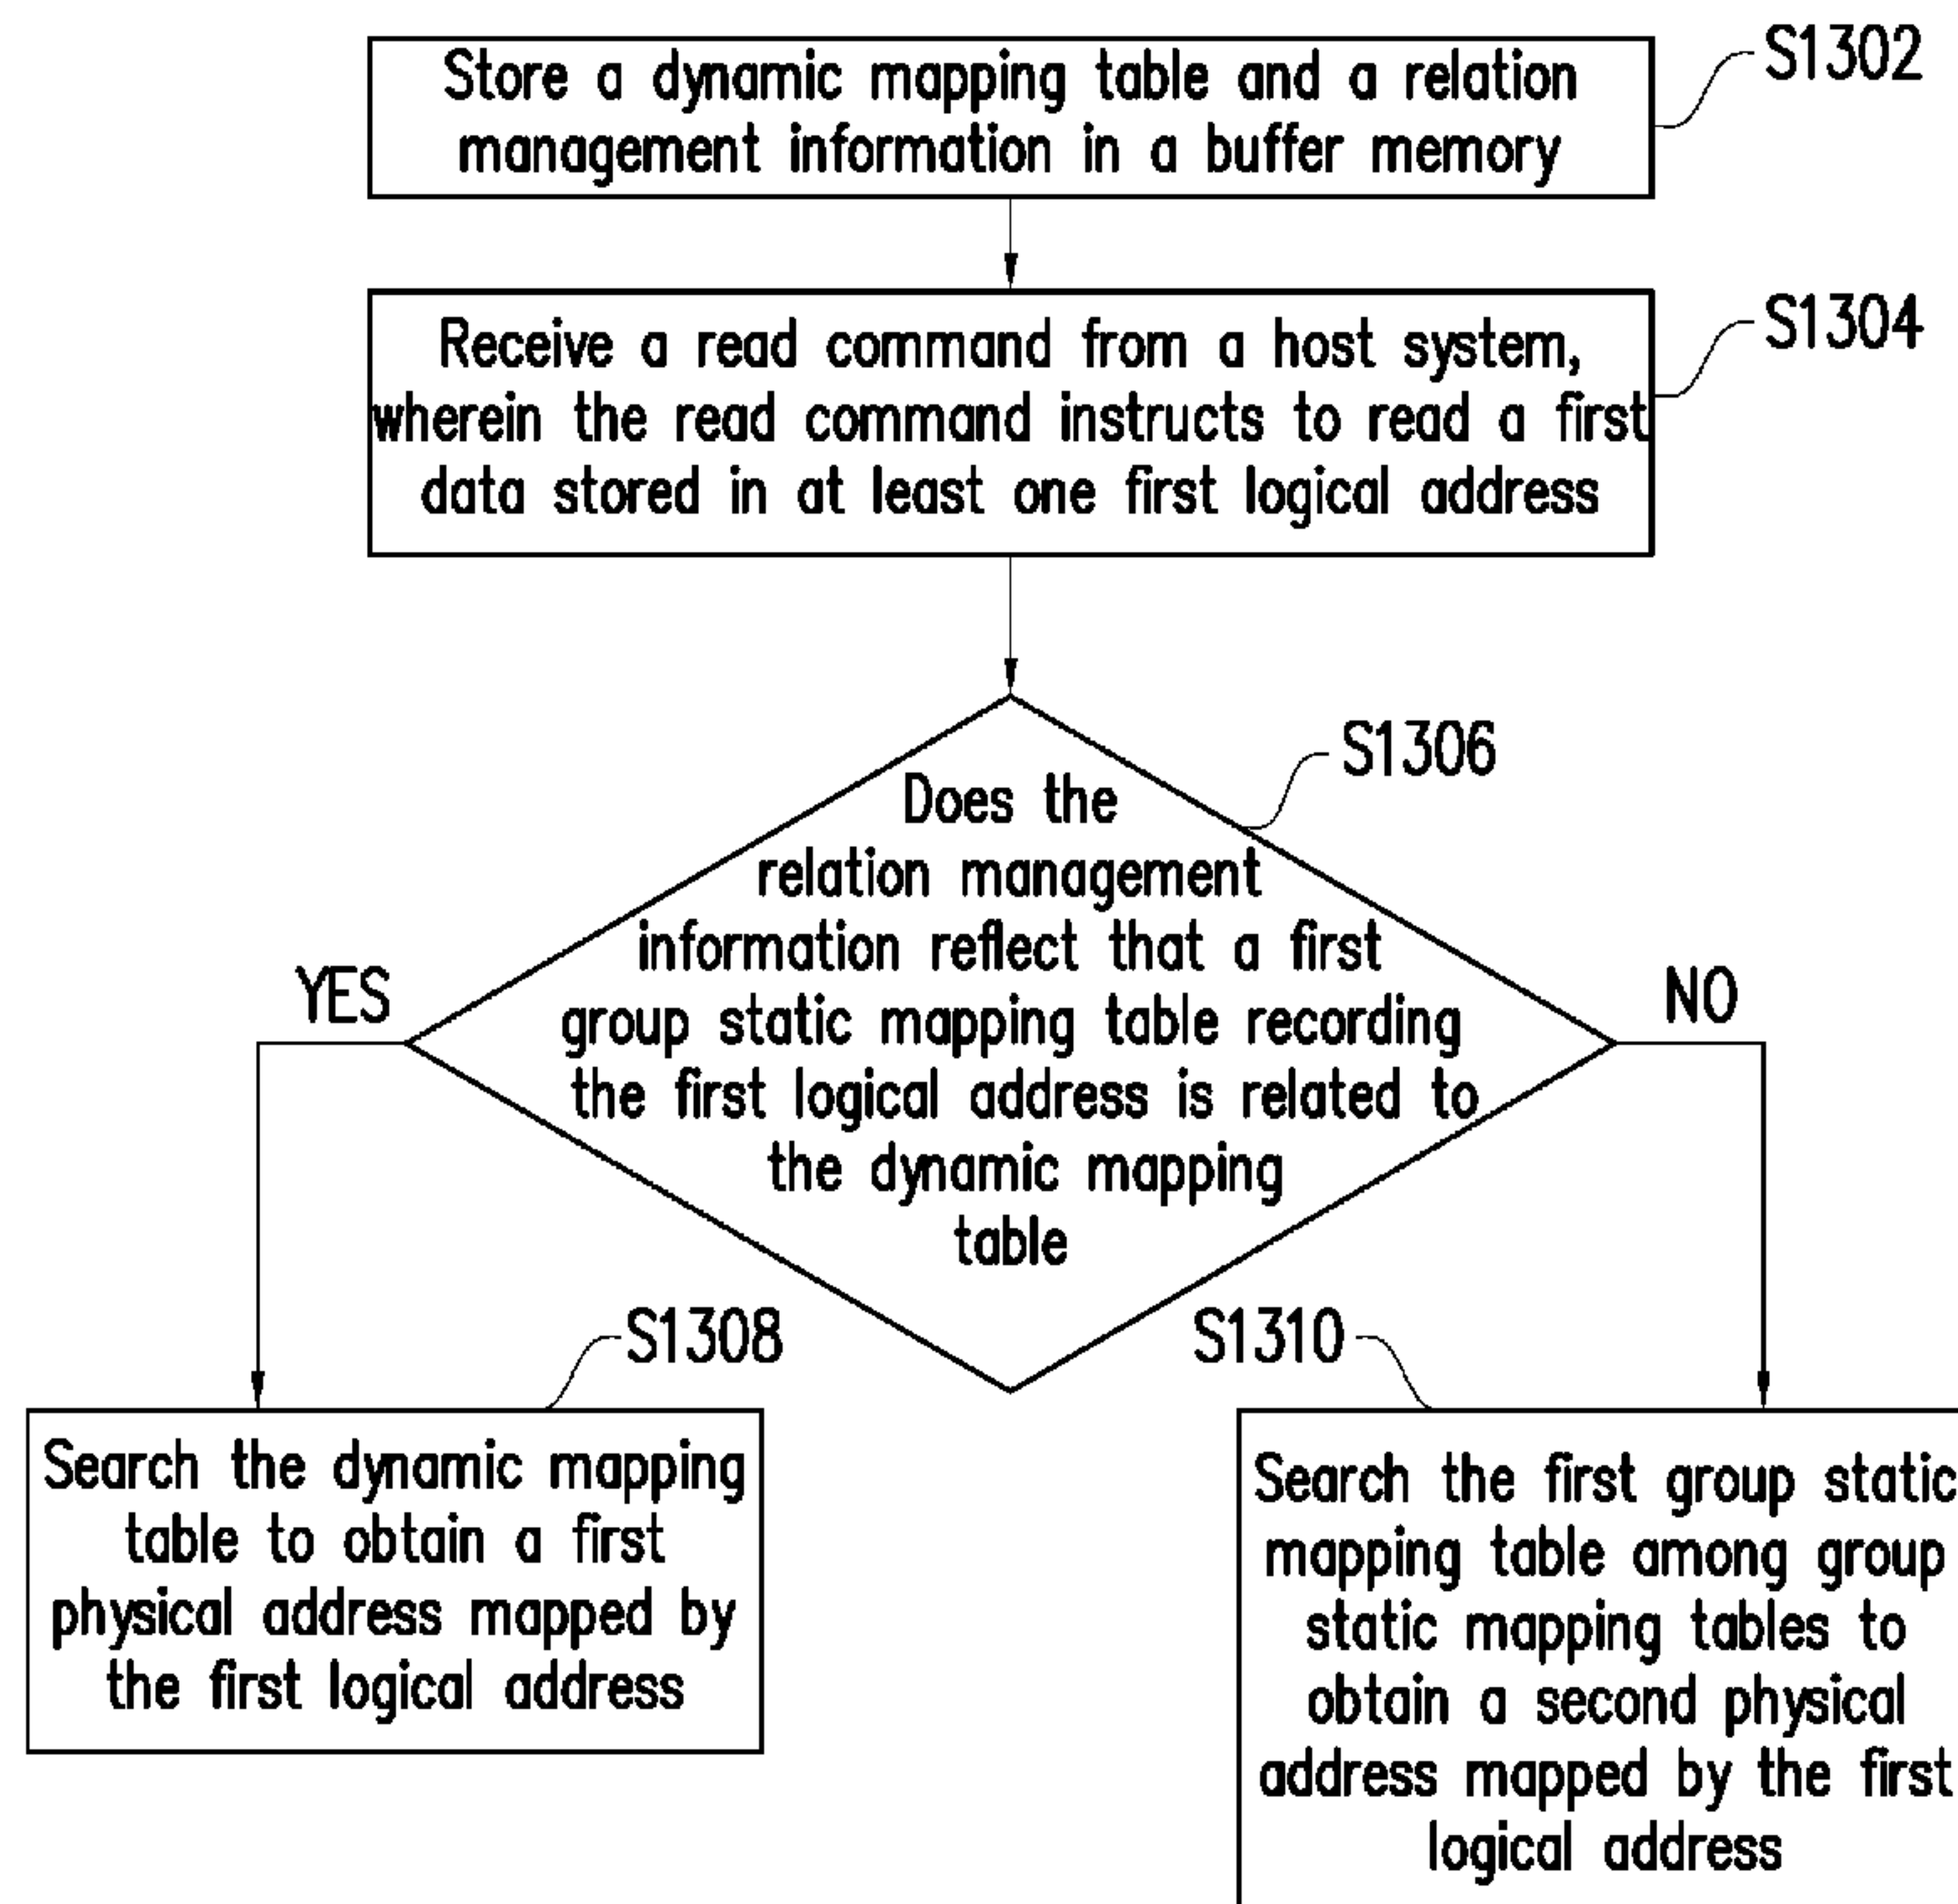 Store a dynamic mapping table and a relation
management information in a buffer memory
S1302
Receive a read command from a host system,
wherein the read command instructs to read a first
data stored in at least one first logical address
S1304
S1306
Does the
relation management
information reflect that a first
group static mapping table recording
the first logical address is related to
the dynamic mapping
table
YES
NO
S1308
Search the dynamic mapping
table to obtain a first
physical address mapped by
the first logical address
S1310
Search the first group static
mapping table among group
static mapping tables to
obtain a second physical
address mapped by the first
logical address